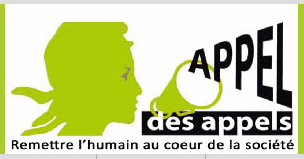 APPEL
des appels
Remettre l'humain au coeur de la société